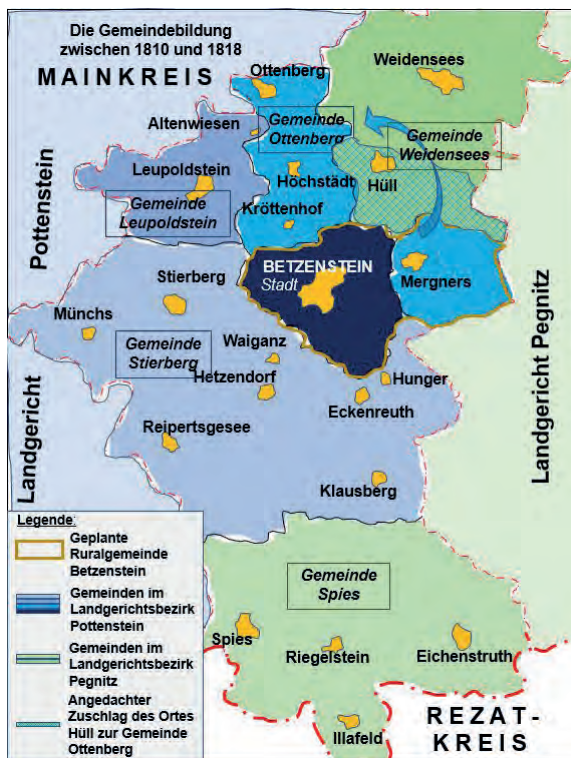 Die Gemeindebildung
zwischen 1810 und 1818
MAINKREIS
Ottenberg
Weidensees
Altenwiesen
Gemeinde
Ottenberg
Gemeinde
Weidensees
Leupoldstein
Höchstädt
Hüll
Gemeinde
Leupoldstein
Kröttenhof
Pottenstein
BETZENSTEIN
Stadt
Mergners
Stierberg
Münchs
Gemeinde
Stierberg
Waiganz
Hetzendorf
Hunger
Eckenreuth
Reipertsgesee
Klausberg
Landgericht
Landgericht Pegnitz
Legende:
Geplante
Ruralgemeinde
Betzenstein
Gemeinden im
Landgerichtsbezirk
Pottenstein
Gemeinden im
Landgerichtsbezirk
Pegnitz
Angedachter
Zuschlag des Ortes
Hüll zur Gemeinde
Ottenberg
Gemeinde
Spies
Spies
Riegelstein
Eichenstruth
Illafeld
REZAT-
KREIS